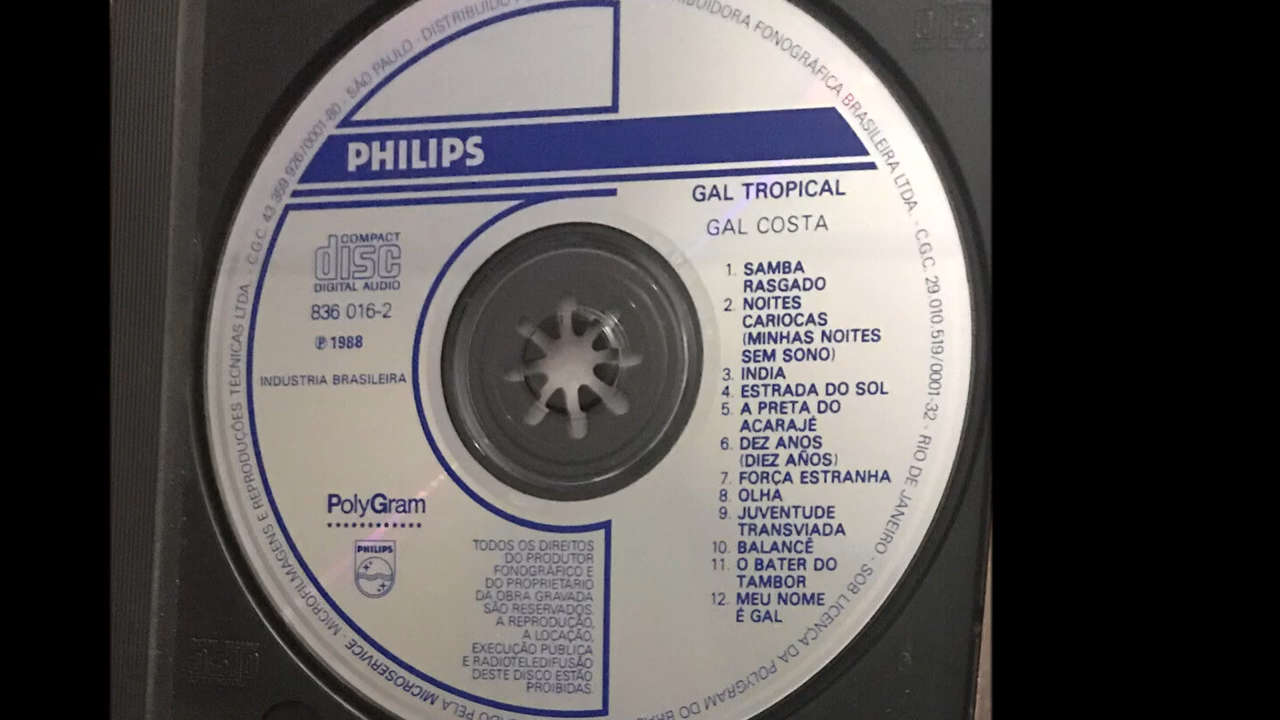 PHILIPS
GAL TROPICAL
GAL COSTA
COMPACT
disc
DIGITAL AUDIO
836 016-2
℗ 1988
INDÚSTRIA BRASILEIRA
1. SAMBA
RASGADO
2. NOITES
CARIOCAS
(MINHAS NOITES
SEM SONO)
3. INDIA
4. ESTRADA DO SOL
5. A PRETA DO
ACARAJÉ
6. DEZ ANOS
(DIEZ AÑOS)
7. FORÇA ESTRANHA
8. OLHA
9. JUVENTUDE
TRANSVIADA
10. BALANCÊ
11. O BATER DO
TAMBOR
12. MEU NOME
É GAL
PolyGram
PHILIPS
TODOS OS DIREITOS
DO PRODUTOR
FONOGRÁFICO E
DO PROPRIETÁRIO
DA OBRA GRAVADA
SÃO RESERVADOS.
A REPRODUÇÃO,
A LOCAÇÃO,
EXECUÇÃO PÚBLICA
E RADIOTELEDIFUSÃO
DESTE DISCO ESTÃO
PROIBIDAS.
PELA MICROSERVICE - MICROFILMAGENS E REPRODUÇÕES TÉCNICAS LTDA. - C.G.C. 43.359.926/0001-80 - SÃO PAULO - DISTRIBUÍDO
FONOGRÁFICA BRASILEIRA LTDA. - C.G.C. 29.010.519/0001-32 - RIO DE JANEIRO - SOB LICENÇA DA POLYGRAM DO